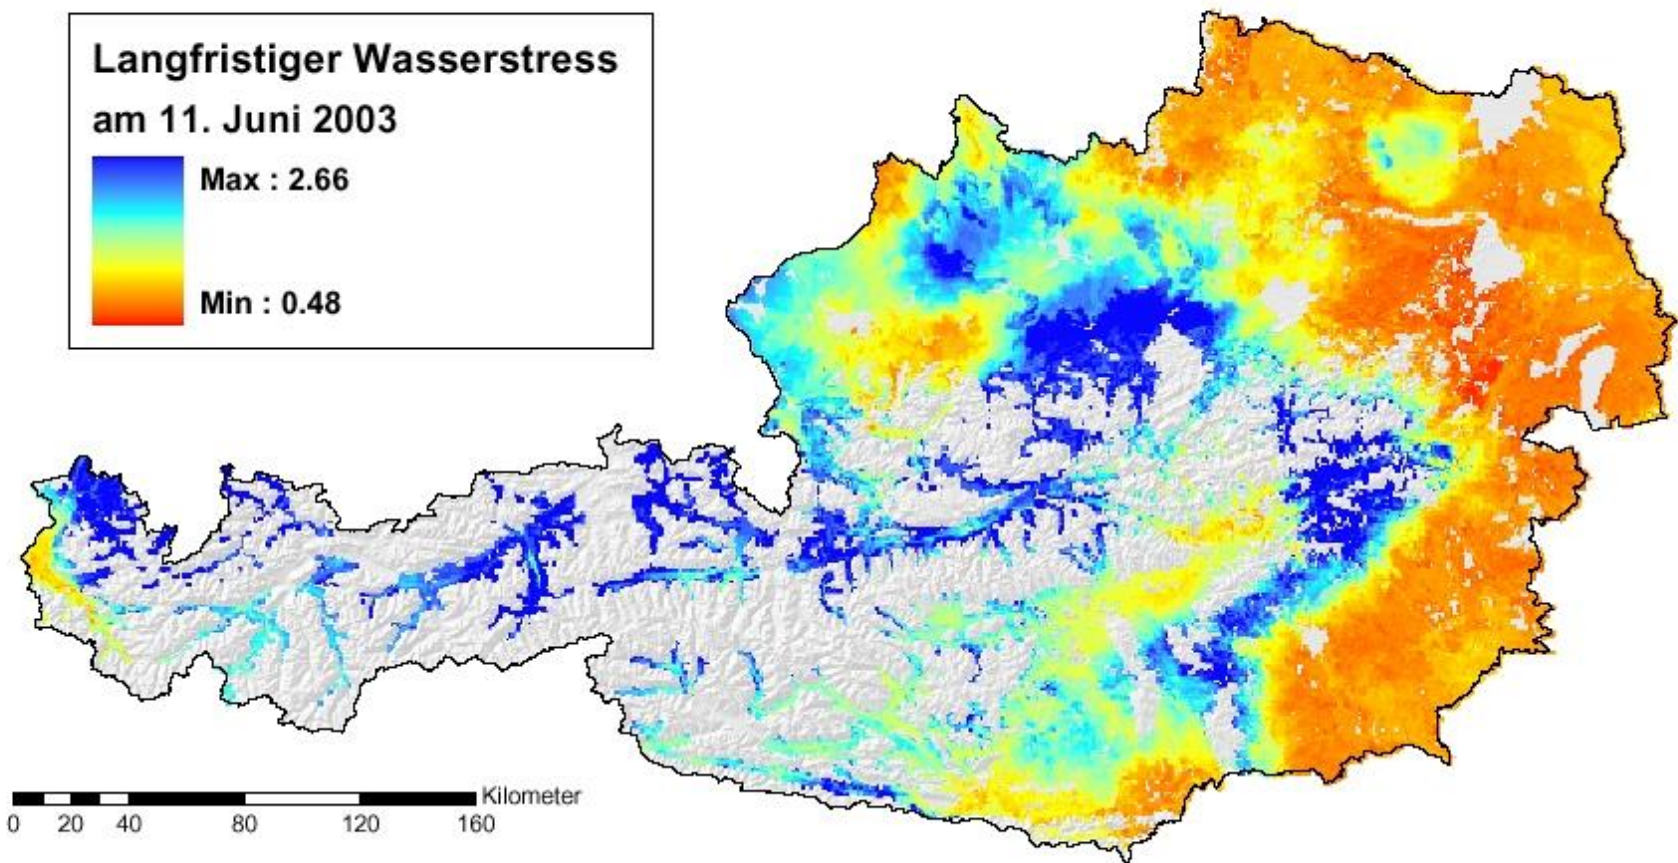 Langfristiger Wasserstress
am 11. Juni 2003
Max : 2.66
Min : 0.48
Kilometer
0 20 40 80 120 160